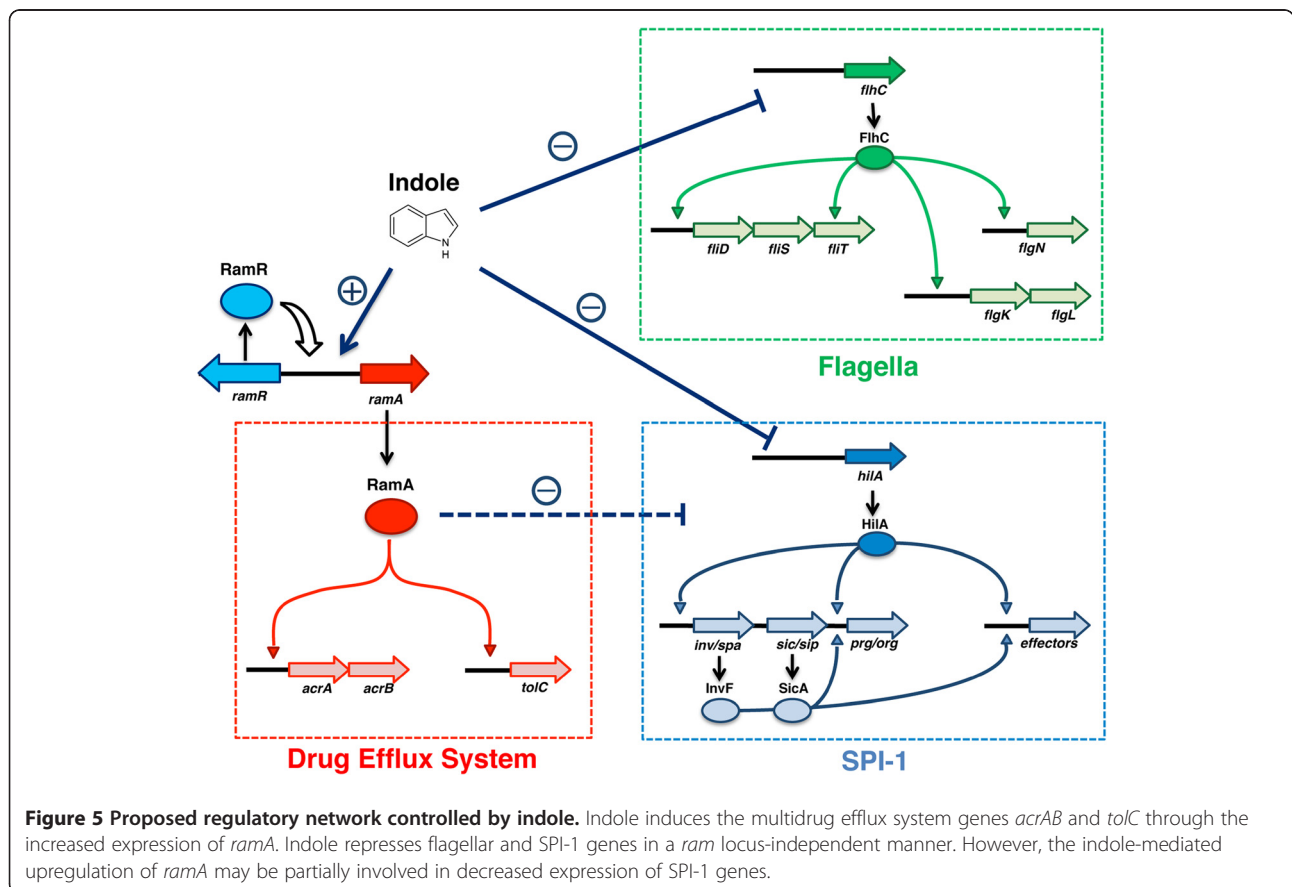 flhC
FlhC
fliD
fliS
fliT
flgN
flgK
flgL
Flagella
−
Indole
N
H
−
+
RamR
ramR
ramA
RamA
−
acrA
acrB
tolC
Drug Efflux System
hilA
HilA
inv/spa
sic/sip
prg/org
effectors
InvF
SicA
SPI-1
Figure 5 Proposed regulatory network controlled by indole. Indole induces the multidrug efflux system genes acrAB and tolC through the
increased expression of ramA. Indole represses flagellar and SPI-1 genes in a ram locus-independent manner. However, the indole-mediated
upregulation of ramA may be partially involved in decreased expression of SPI-1 genes.